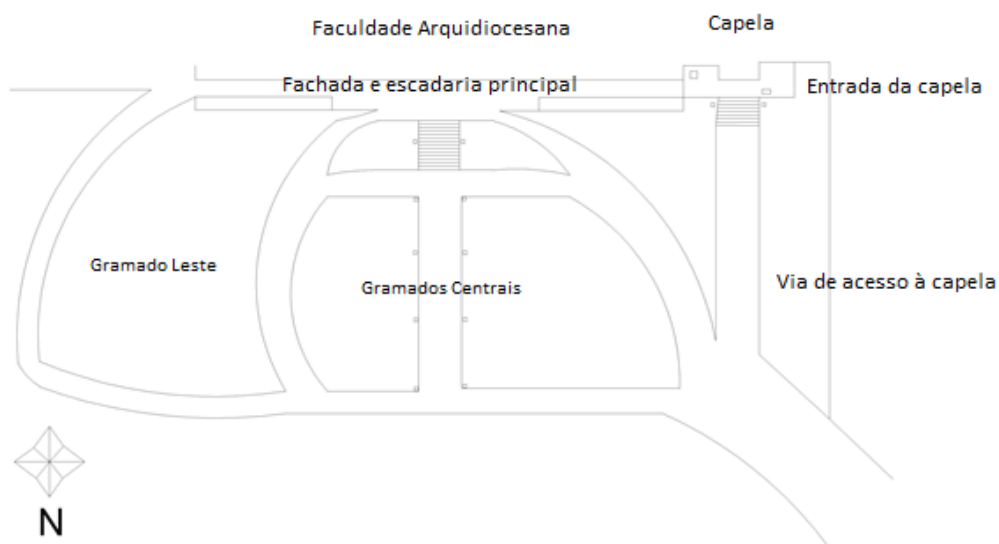 Faculdade Arquidiocesana
Capela
Fachada e escadaria principal
Entrada da capela
Gramado Leste
Gramados Centrais
Via de acesso à capela
N